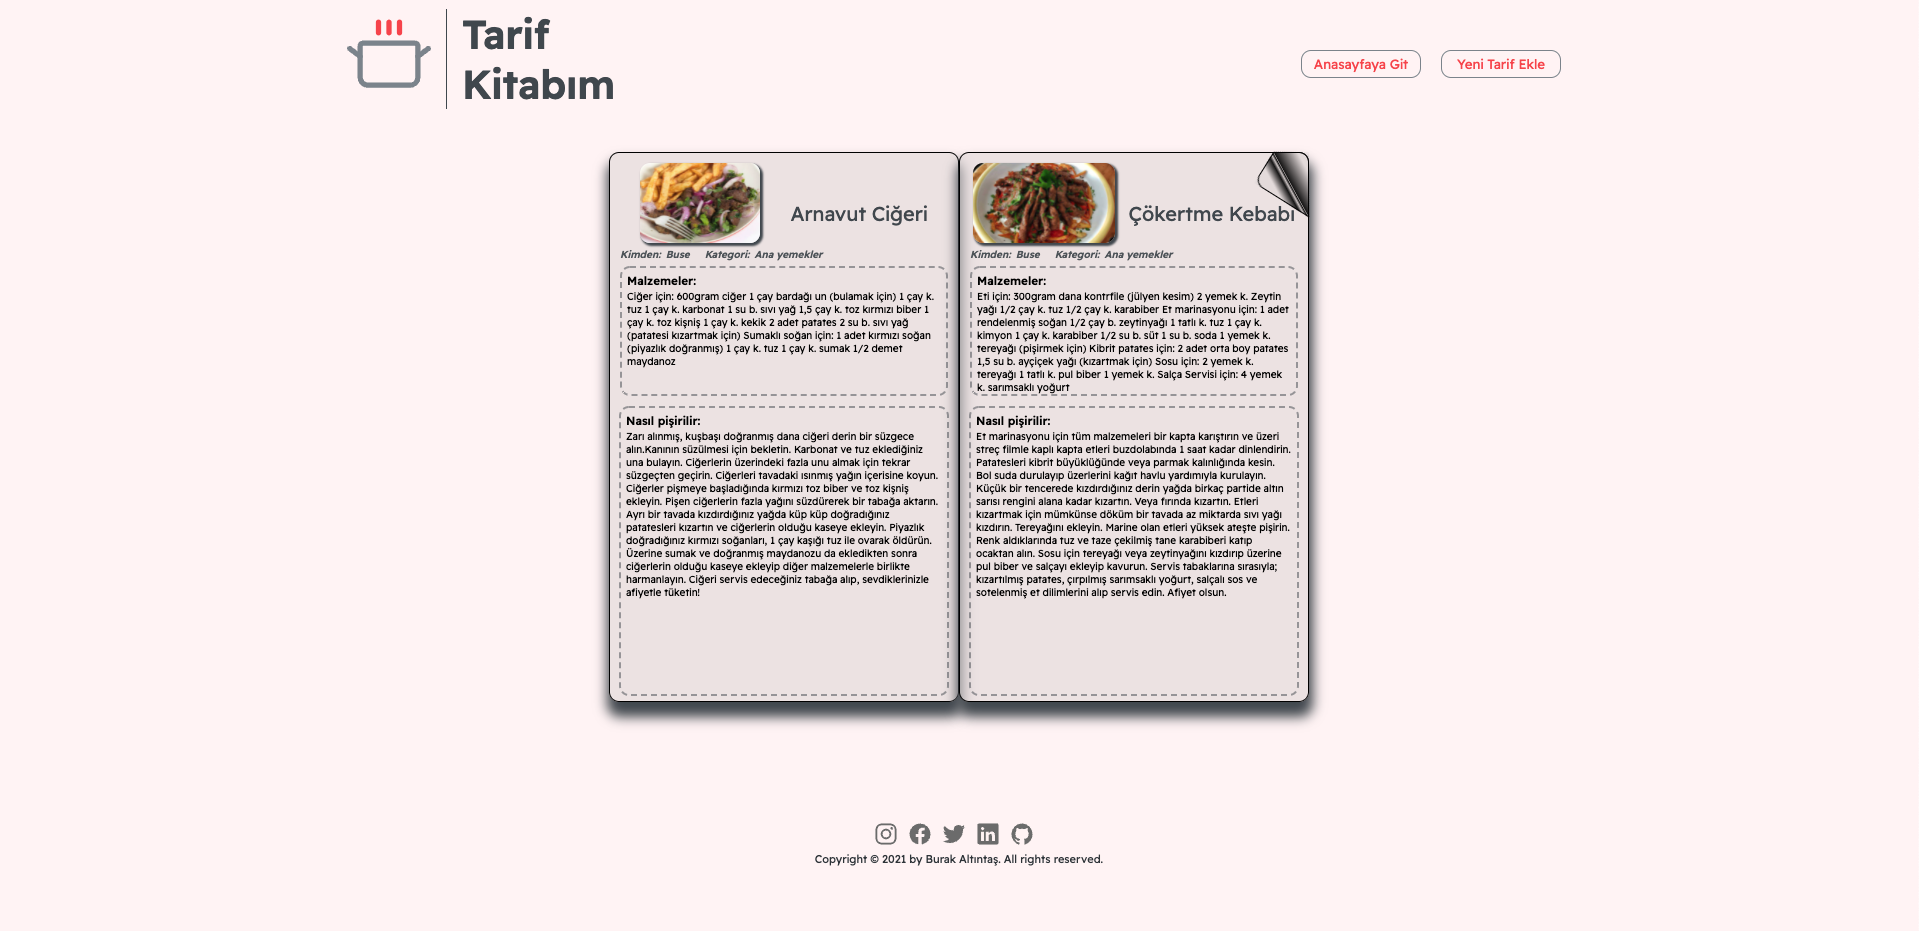 Tarif
Kitabım
Anasayfaya Git
Yeni Tarif Ekle
Arnavut Ciğeri
Kimden: Buse Kategori: Ana yemekler
Malzemeler:
Ciğer için: 600gram ciğer 1 çay bardağı un (bulamak için) 1 çay k.
tuz 1 çay k. karbonat 1 su b. sıvı yağ 1,5 çay k. toz kırmızı biber 1
çay k. toz kişniş 1 çay k. kekik 2 adet patates 2 su b. sıvı yağ
(patatesi kızartmak için) Sumaklı soğan için: 1 adet kırmızı soğan
(piyazlık doğranmış) 1 çay k. tuz 1 çay k. sumak 1/2 demet
maydanoz
Nasıl pişirilir:
Zarı alınmış, kuşbaşı doğranmış dana ciğeri derin bir süzgece
alın.Kanının süzülmesi için bekletin. Karbonat ve tuz eklediğiniz
una bulayın. Ciğerlerin üzerindeki fazla unu almak için tekrar
süzgeçten geçirin. Ciğerleri tavadaki ısınmış yağın içerisine koyun.
Ciğerler pişmeye başladığında kırmızı toz biber ve toz kişniş
ekleyin. Pişen ciğerlerin fazla yağını süzdürerek bir tabağa aktarın.
Ayrı bir tavada kızdırdığınız yağda küp küp doğradığınız
patatesleri kızartın ve ciğerlerin olduğu kaseye ekleyin. Piyazlık
doğradığınız kırmızı soğanları, 1 çay kaşığı tuz ile ovarak öldürün.
Üzerine sumak ve doğranmış maydanozu da ekledikten sonra
ciğerlerin olduğu kaseye ekleyip diğer malzemelerle birlikte
harmanlayın. Ciğeri servis edeceğiniz tabağa alıp, sevdiklerinizle
afiyetle tüketin!
Çökertme Kebabı
Kimden: Buse Kategori: Ana yemekler
Malzemeler:
Eti için: 300gram dana kontrfile (jülyen kesim) 2 yemek k. Zeytin
yağı 1/2 çay k. tuz 1/2 çay k. karabiber Et marinasyonu için: 1 adet
rendelenmiş soğan 1/2 çay b. zeytinyağı 1 tatlı k. tuz 1 çay k.
kimyon 1 çay k. karabiber 1/2 su b. süt 1 su b. soda 1 yemek k.
tereyağı (pişirmek için) Kibrit patates için: 2 adet orta boy patates
1,5 su b. ayçiçek yağı (kızartmak için) Sosu için: 2 yemek k.
tereyağı 1 tatlı k. pul biber 1 yemek k. Salça Servisi için: 4 yemek
k. sarımsaklı yoğurt
Nasıl pişirilir:
Et marinasyonu için tüm malzemeleri bir kapta karıştırın ve üzeri
streç filmle kaplı kapta etleri buzdolabında 1 saat kadar dinlendirin.
Patatesleri kibrit büyüklüğünde veya parmak kalınlığında kesin.
Bol suda durulayıp üzerlerini kağıt havlu yardımıyla kurulayın.
Küçük bir tencerede kızdırdığınız derin yağda birkaç partide altın
sarısı rengini alana kadar kızartın. Veya fırında kızartın. Etleri
kızartmak için mümkünse döküm bir tavada az miktarda sıvı yağı
kızdırın. Tereyağını ekleyin. Marine olan etleri yüksek ateşte pişirin.
Renk aldıklarında tuz ve taze çekilmiş tane karabiberi katıp
ocaktan alın. Sosu için tereyağı veya zeytinyağını kızdırıp üzerine
pul biber ve salçayı ekleyip kavurun. Servis tabaklarına sırasıyla;
kızartılmış patates, çırpılmış sarımsaklı yoğurt, salçalı sos ve
sotelenmiş et dilimlerini alıp servis edin. Afiyet olsun.
Copyright © 2021 by Burak Altıntaş. All rights reserved.